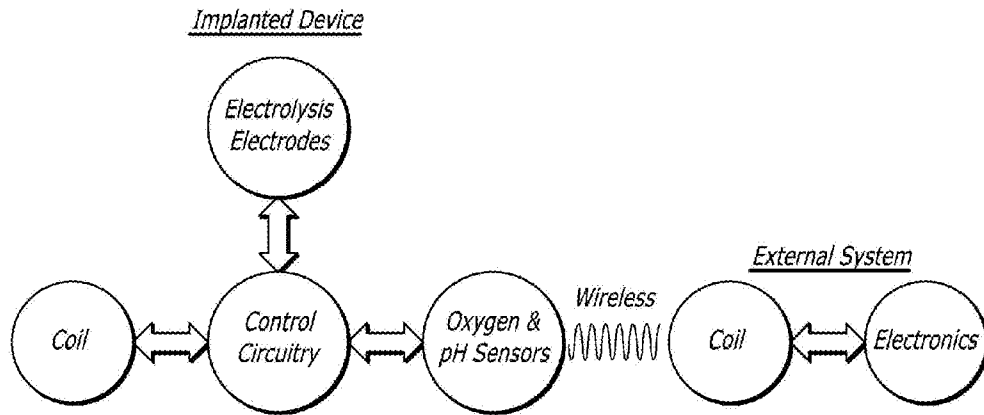 Implanted Device
Electrolysis
Electrodes
External System
Wireless
Coil
Control
Circuitry
Oxygen &
pH Sensors
Coil
Electronics